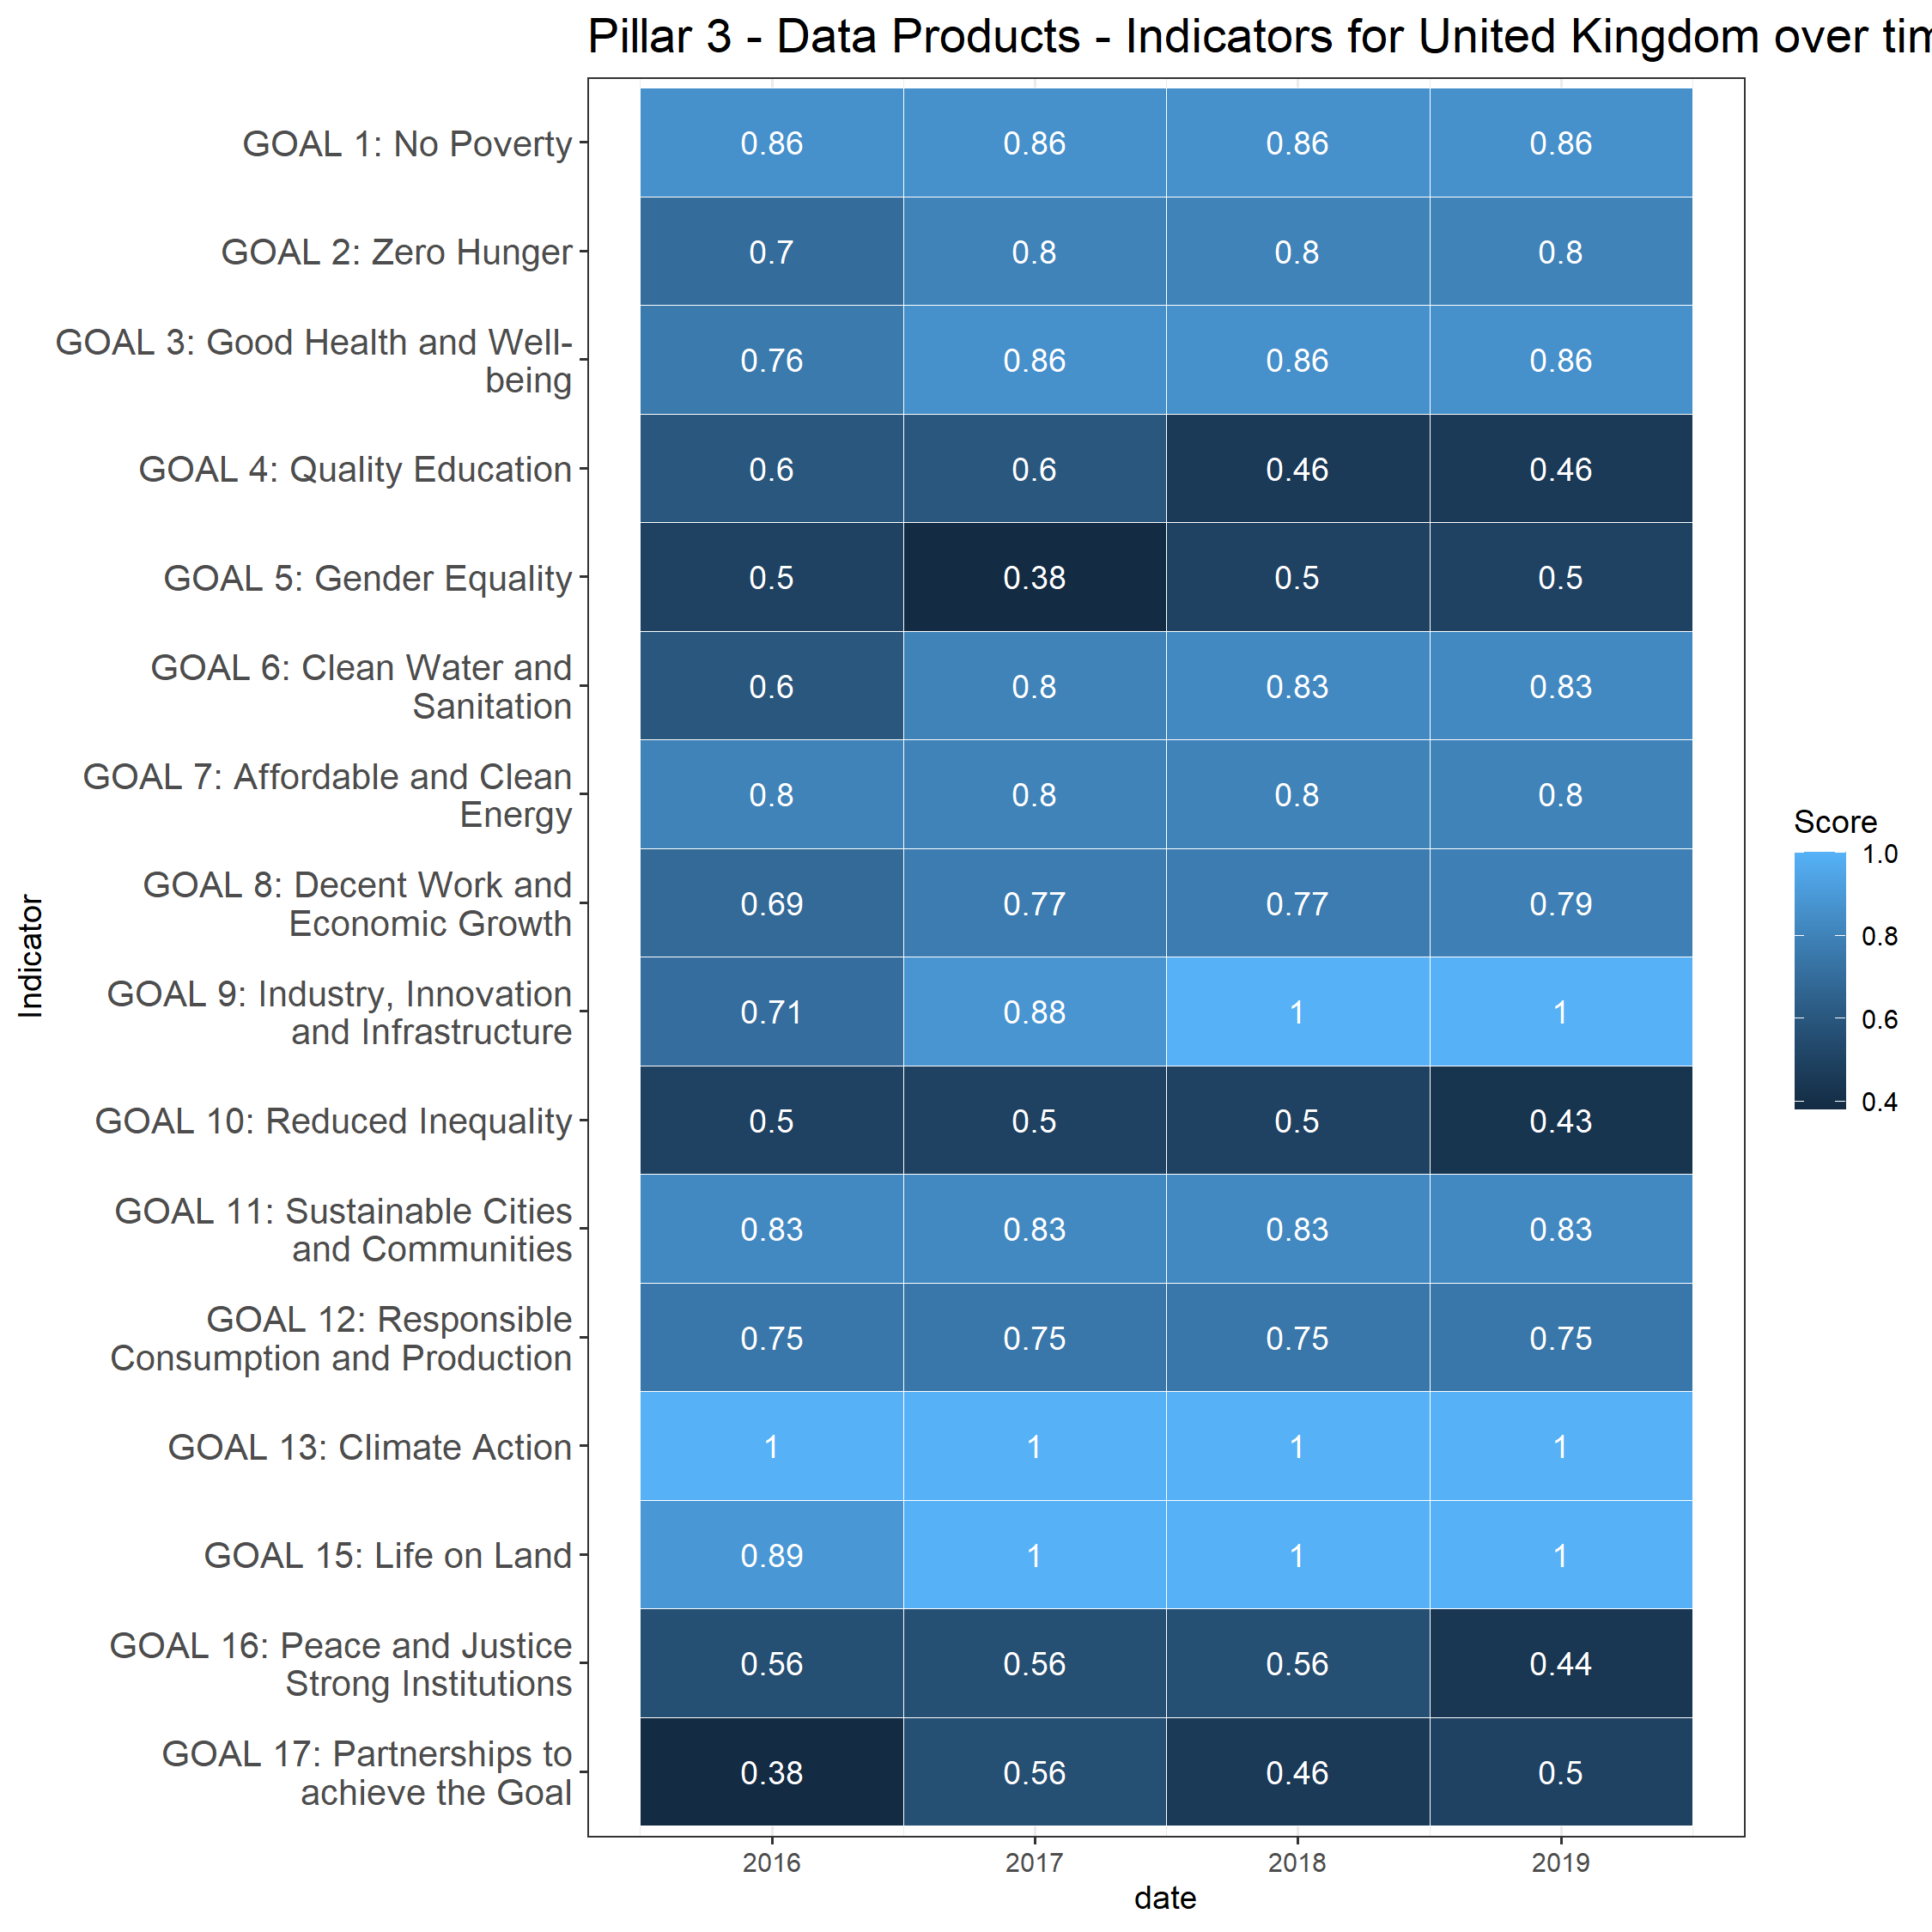 Pillar 3 - Data Products - Indicators for United Kingdom over tim
GOAL 1: No Poverty 0.86 0.86 0.86 0.86
GOAL 2: Zero Hunger 0.7 0.8 0.8 0.8
GOAL 3: Good Health and Well-
being 0.76 0.86 0.86 0.86
GOAL 4: Quality Education 0.6 0.6 0.46 0.46
GOAL 5: Gender Equality 0.5 0.38 0.5 0.5
GOAL 6: Clean Water and
Sanitation 0.6 0.8 0.83 0.83
GOAL 7: Affordable and Clean
Energy 0.8 0.8 0.8 0.8
GOAL 8: Decent Work and
Economic Growth 0.69 0.77 0.77 0.79
GOAL 9: Industry, Innovation
and Infrastructure 0.71 0.88 1 1
GOAL 10: Reduced Inequality 0.5 0.5 0.5 0.43
GOAL 11: Sustainable Cities
and Communities 0.83 0.83 0.83 0.83
GOAL 12: Responsible
Consumption and Production 0.75 0.75 0.75 0.75
GOAL 13: Climate Action 1 1 1 1
GOAL 15: Life on Land 0.89 1 1 1
GOAL 16: Peace and Justice
Strong Institutions 0.56 0.56 0.56 0.44
GOAL 17: Partnerships to
achieve the Goal 0.38 0.56 0.46 0.5
2016 2017 2018 2019
date
Indicator
Score
1.0
0.8
0.6
0.4